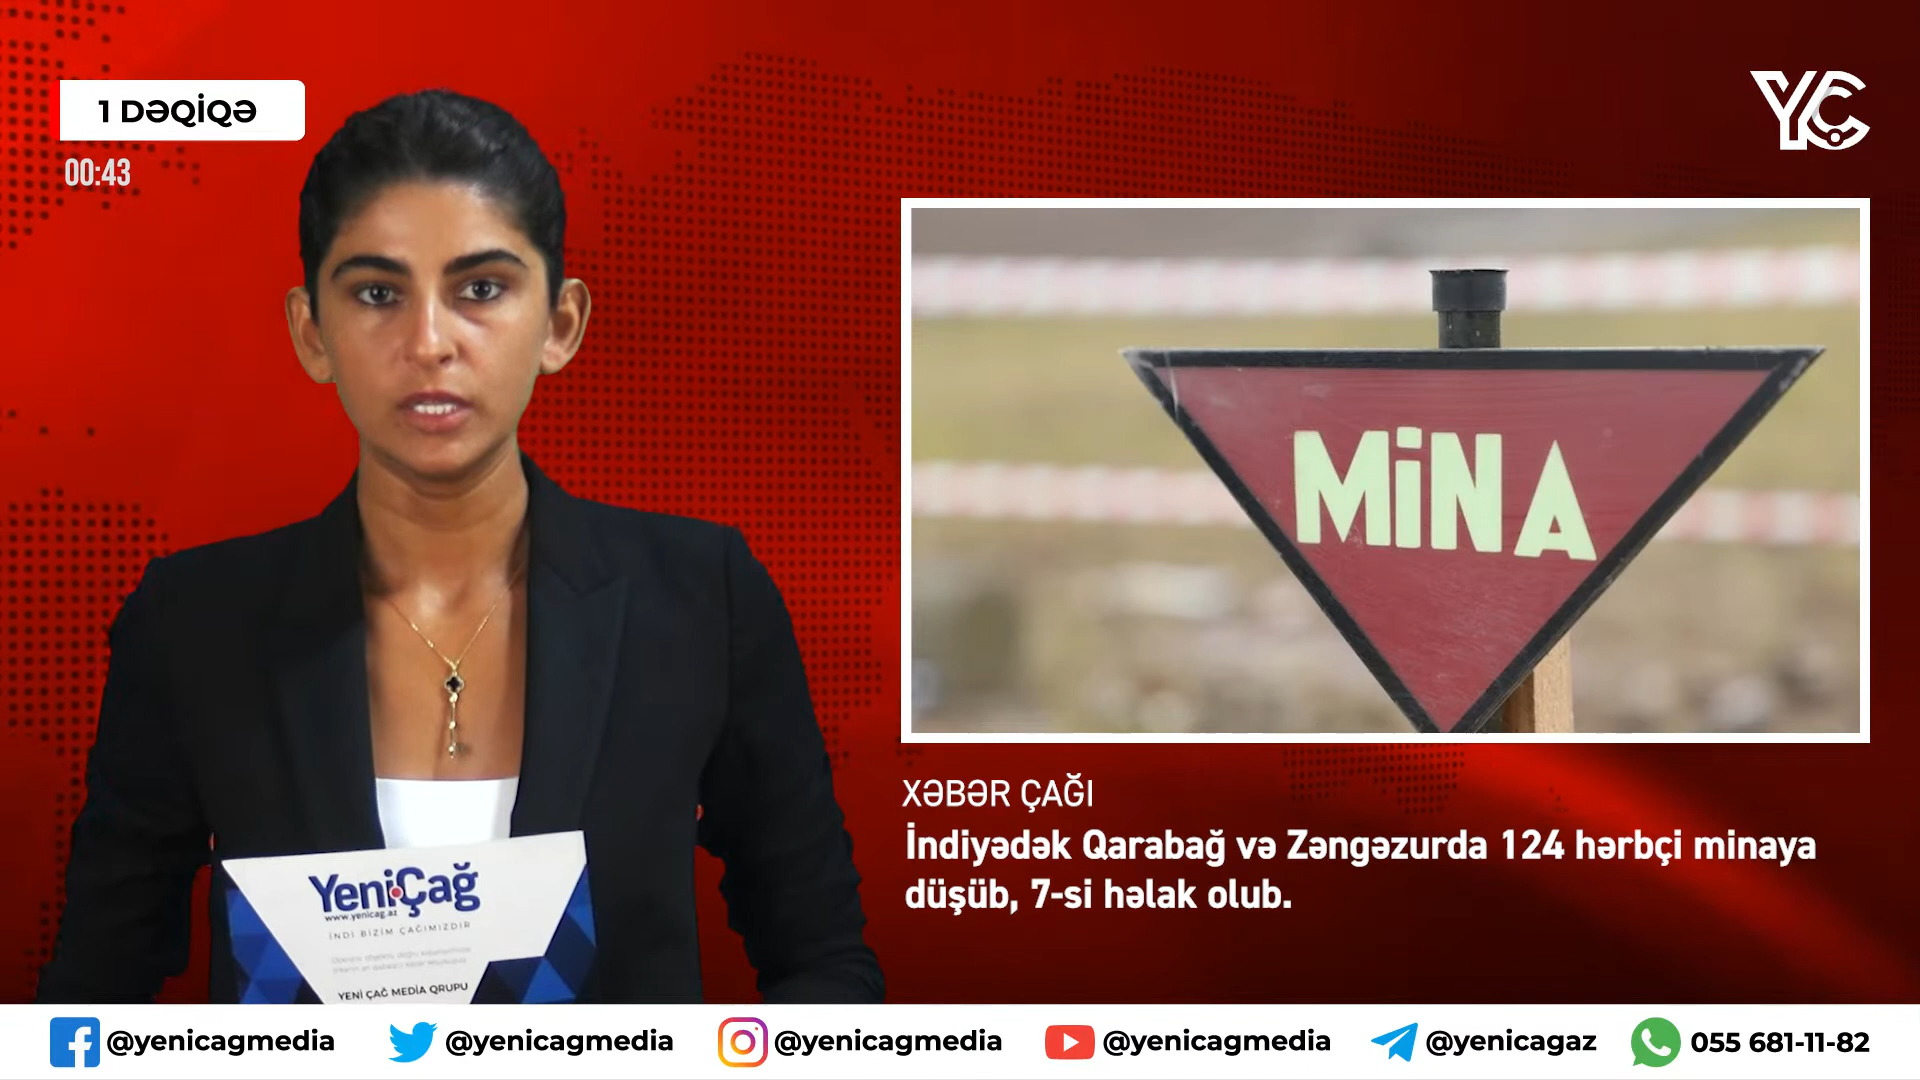 1 DƏQİQƏ
00:43
YC
MiNA
XƏBƏR ÇAĞI
İndiyədək Qarabağ və Zəngəzurda 124 hərbçi minaya
düşüb, 7-si həlak olub.
YeniÇağ
www.yenicag.az
İNDİ BİZİM ÇAĞIMIZDIR
YENİ ÇAĞ MEDİA QRUPU
@yenicagmedia @yenicagmedia @yenicagmedia @yenicagmedia @yenicagaz 055 681-11-82